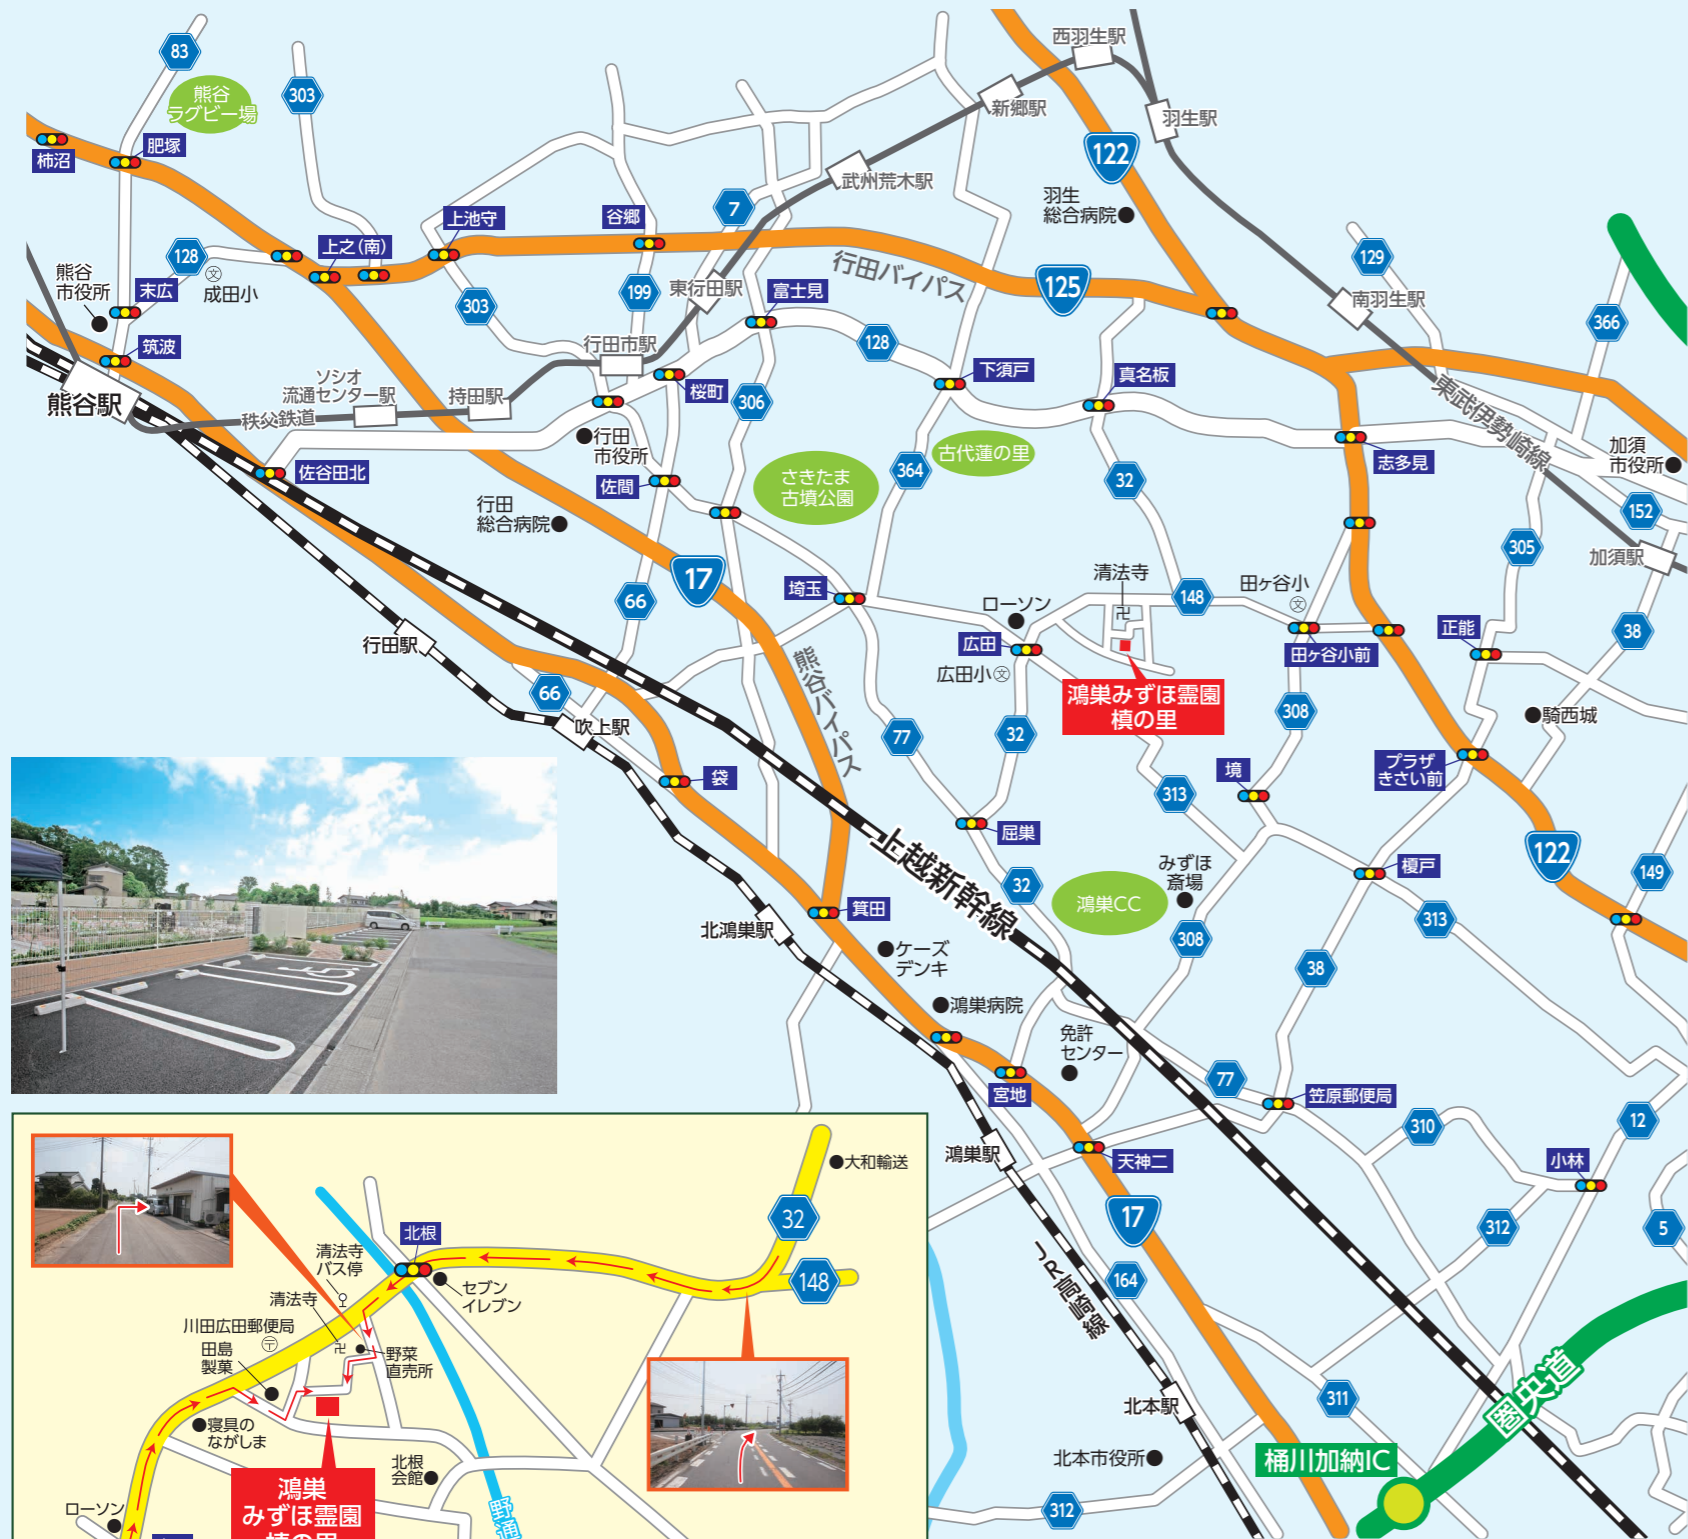 83
熊谷
ラグビー場
303
西羽生駅
新郷駅
羽生駅
柿沼
肥塚
122
武州荒木駅
羽生
総合病院
7
上池守
谷郷
上之(南)
128
熊谷
市役所
末広
成田小
303
199
東行田駅
富士見
行田バイパス
125
129
南羽生駅
366
筑波
行田市駅
128
ソシオ
流通センター駅
持田駅
熊谷駅
秩父鉄道
桜町
306
下須戸
真名板
東武伊勢崎線
行田
市役所
古代蓮の里
加須
市役所
佐谷田北
佐間
さきたま
古墳公園
364
32
志多見
152
行田
総合病院
305
加須駅
17
66
埼玉
清法寺
ローソン
148
田ヶ谷小
38
正能
行田駅
広田
広田小
文
田ヶ谷小前
熊谷バイパス
66
鴻巣みずほ霊園
槙の里
308
騎西城
吹上駅
77
32
プラザ
きさい前
袋
313
境
屈巣
122
上越新幹線
みずほ
斎場
榎戸
149
32
鴻巣CC
313
箕田
北鴻巣駅
308
ケーズ
デンキ
38
鴻巣病院
免許
センター
宮地
77
笠原郵便局
310
12
鴻巣駅
天神二
小林
17
312
5
JR高崎線
164
圏央道
311
北本駅
桶川加納IC
北本市役所
312
大和輸送
32
北根
清法寺
バス停
148
セブン
イレブン
清法寺
川田広田郵便局
田島
製菓
野菜
直売所
寝具の
ながしま
北根
会館
鴻巣
みずほ霊園
槙の里
ローソン
野通